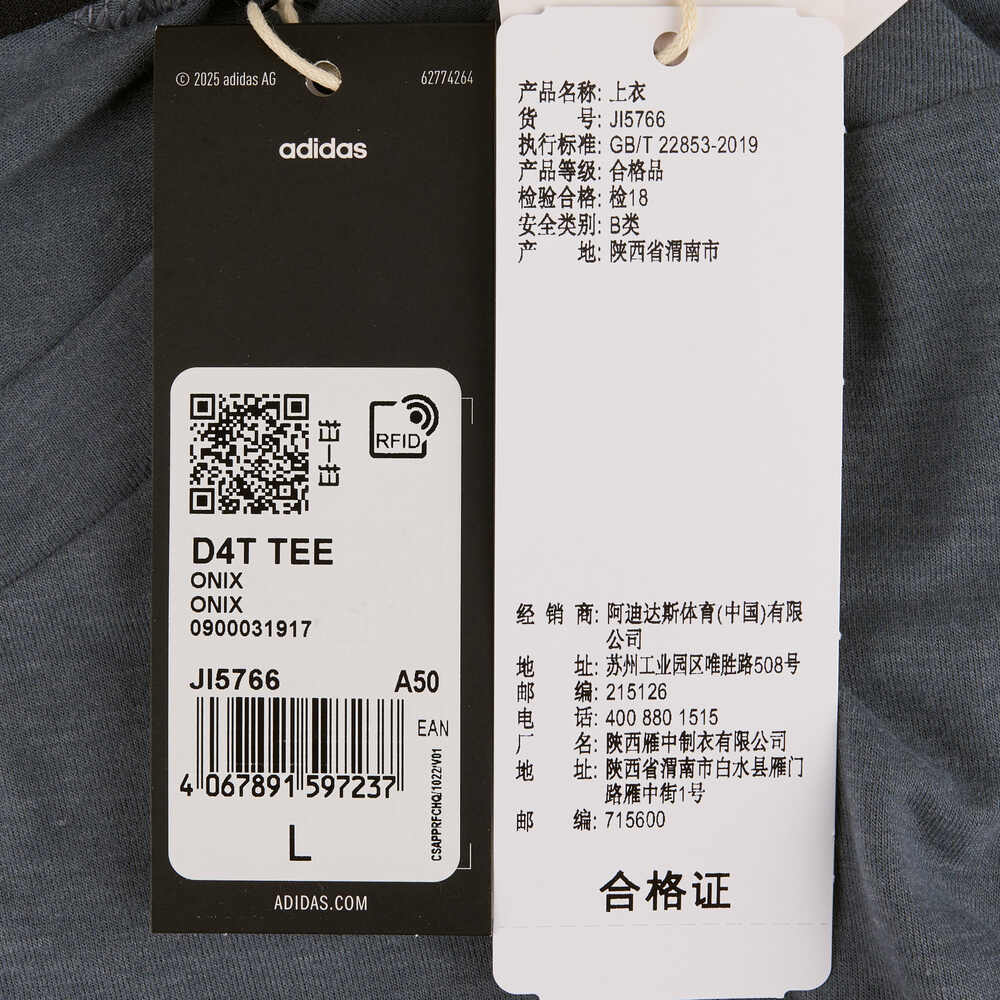 © 2025 adidas AG 62774264
adidas
扫一扫
RFID
D4T TEE
ONIX
ONIX
0900031917
JI5766 A50
EAN
4 067891 597237
CSAPPRFCHQ/1022/V01
L
ADIDAS.COM
产品名称: 上衣
货 号: JI5766
执行标准: GB/T 22853-2019
产品等级: 合格品
检验合格: 检18
安全类别: B类
产 地: 陕西省渭南市
经 销 商: 阿迪达斯体育(中国)有限
公司
地 址: 苏州工业园区唯胜路508号
邮 编: 215126
电 话: 400 880 1515
厂 名: 陕西雁中制衣有限公司
地 址: 陕西省渭南市白水县雁门
路雁中街1号
邮 编: 715600
合格证